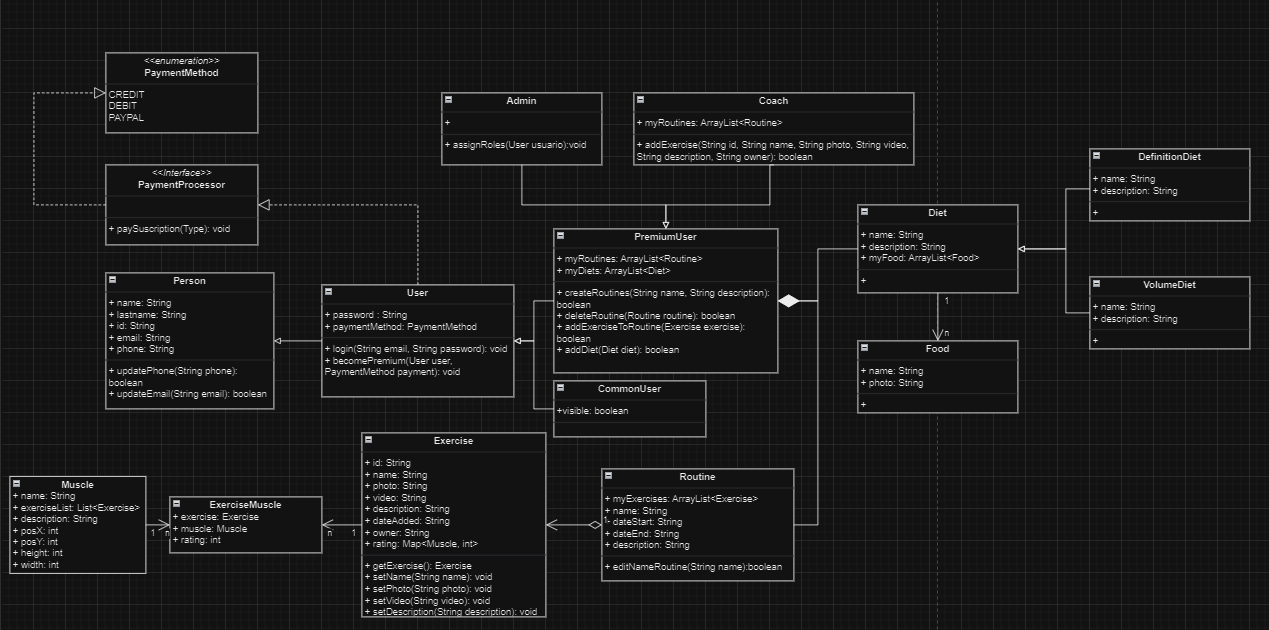 <<enumeration>>
PaymentMethod
CREDIT
DEBIT
PAYPAL
<<Interface>>
PaymentProcessor
+ paySuscription(Type): void
Admin
+
+ assignRoles(User usuario):void
Coach
+ myRoutines: ArrayList<Routine>
+ addExercise(String id, String name, String photo, String video,
String description, String owner): boolean
DefinitionDiet
+ name: String
+ description: String
+
Diet
+ name: String
+ description: String
+ myFood: ArrayList<Food>
+
1
n
PremiumUser
+ myRoutines: ArrayList<Routine>
+ myDiets: ArrayList<Diet>
+ createRoutines(String name, String description):
boolean
+ deleteRoutine(Routine routine): boolean
+ addExerciseToRoutine(Exercise exercise):
boolean
+ addDiet(Diet diet): boolean
Person
+ name: String
+ lastname: String
+ id: String
+ email: String
+ phone: String
+ updatePhone(String phone):
boolean
+ updateEmail(String email): boolean
User
+ password : String
+ paymentMethod: PaymentMethod
+ login(String email, String password): void
+ becomePremium(User user,
PaymentMethod payment): void
VolumeDiet
+ name: String
+ description: String
+
Food
+ name: String
+ photo: String
+
CommonUser
+visible: boolean
Exercise
+ id: String
+ name: String
+ photo: String
+ video: String
+ description: String
+ dateAdded: String
+ owner: String
+ rating: Map<Muscle, int>
+ getExercise(): Exercise
+ setName(String name): void
+ setPhoto(String photo): void
+ setVideo(String video): void
+ setDescription(String description): void
Routine
+ myExercises: ArrayList<Exercise>
+ name: String
+ dateStart: String
+ dateEnd: String
+ description: String
+ editNameRoutine(String name):boolean
1
Muscle
+ name: String
+ exerciseList: List<Exercise>
+ description: String
+ posX: int
+ posY: int
+ height: int
+ width: int
1
n
ExerciseMuscle
+ exercise: Exercise
+ muscle: Muscle
+ rating: int
n
1